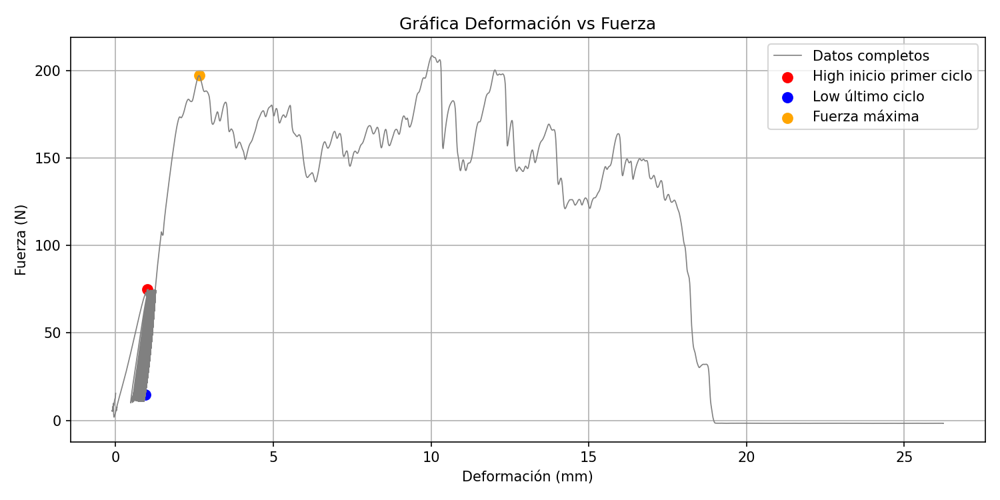 Gráfica Deformación vs Fuerza
Datos completos
High inicio primer ciclo
Low último ciclo
Fuerza máxima
Fuerza (N)
200
150
100
50
0
0 5 10 15 20 25
Deformación (mm)